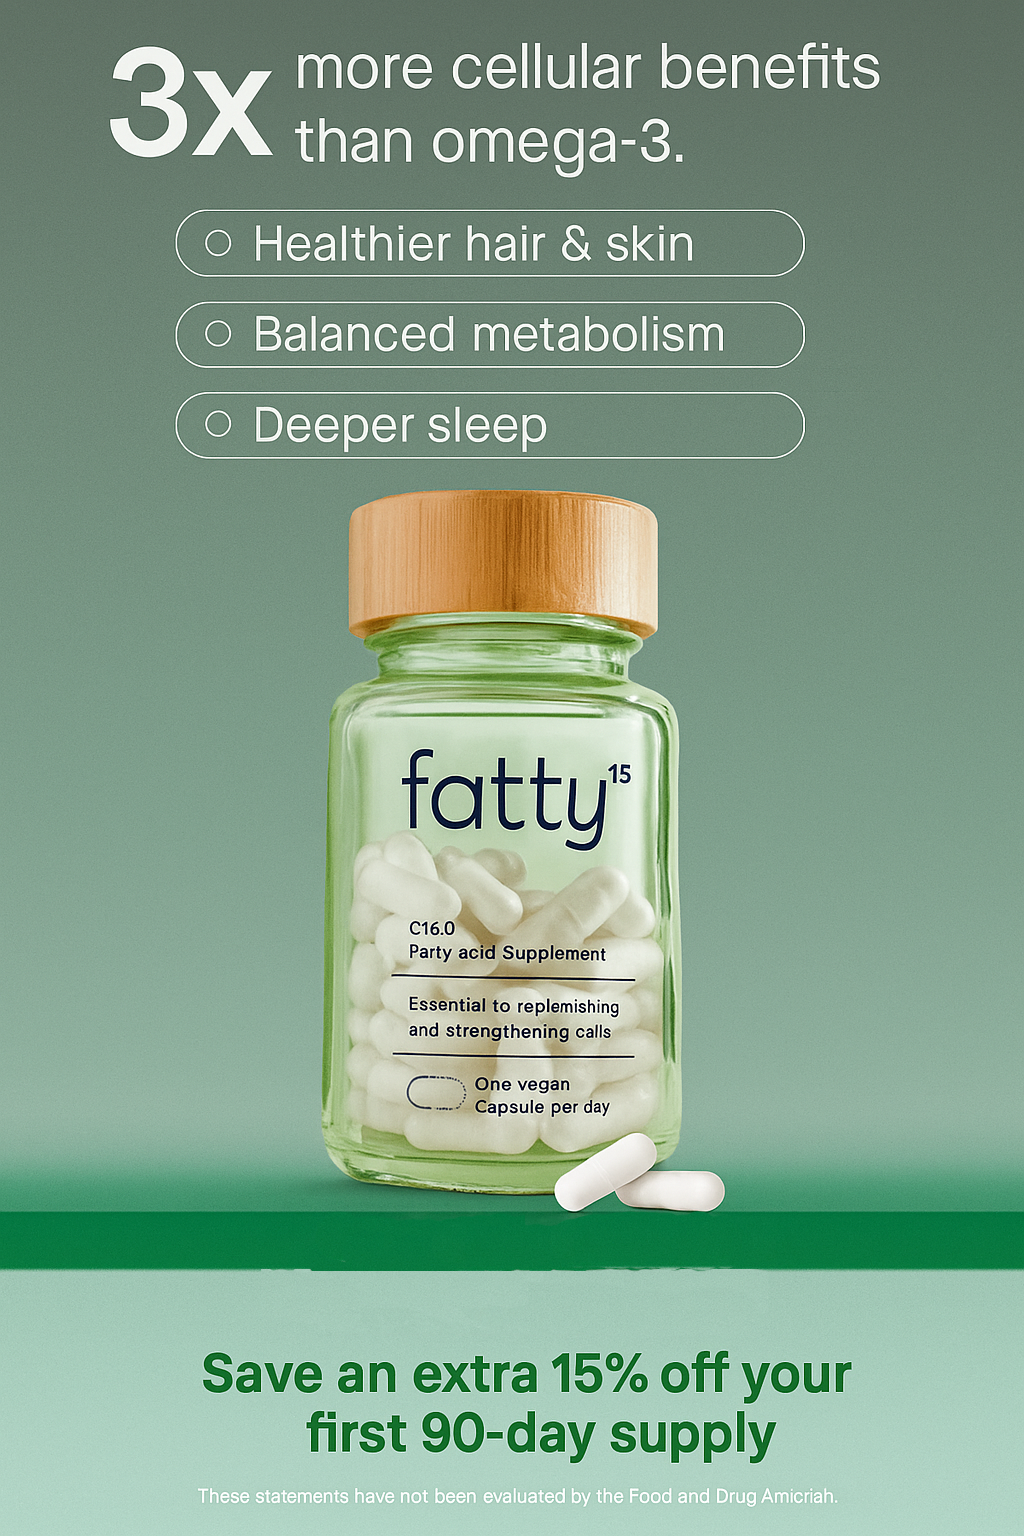 3x more cellular benefits
than omega-3.
Healthier hair & skin
Balanced metabolism
Deeper sleep
fatty15
C16.0
Party acid Supplement
Essential to replemishing
and strengthening calls
One vegan
Capsule per day
Save an extra 15% off your
first 90-day supply
These statements have not been evaluated by the Food and Drug Amicriah.